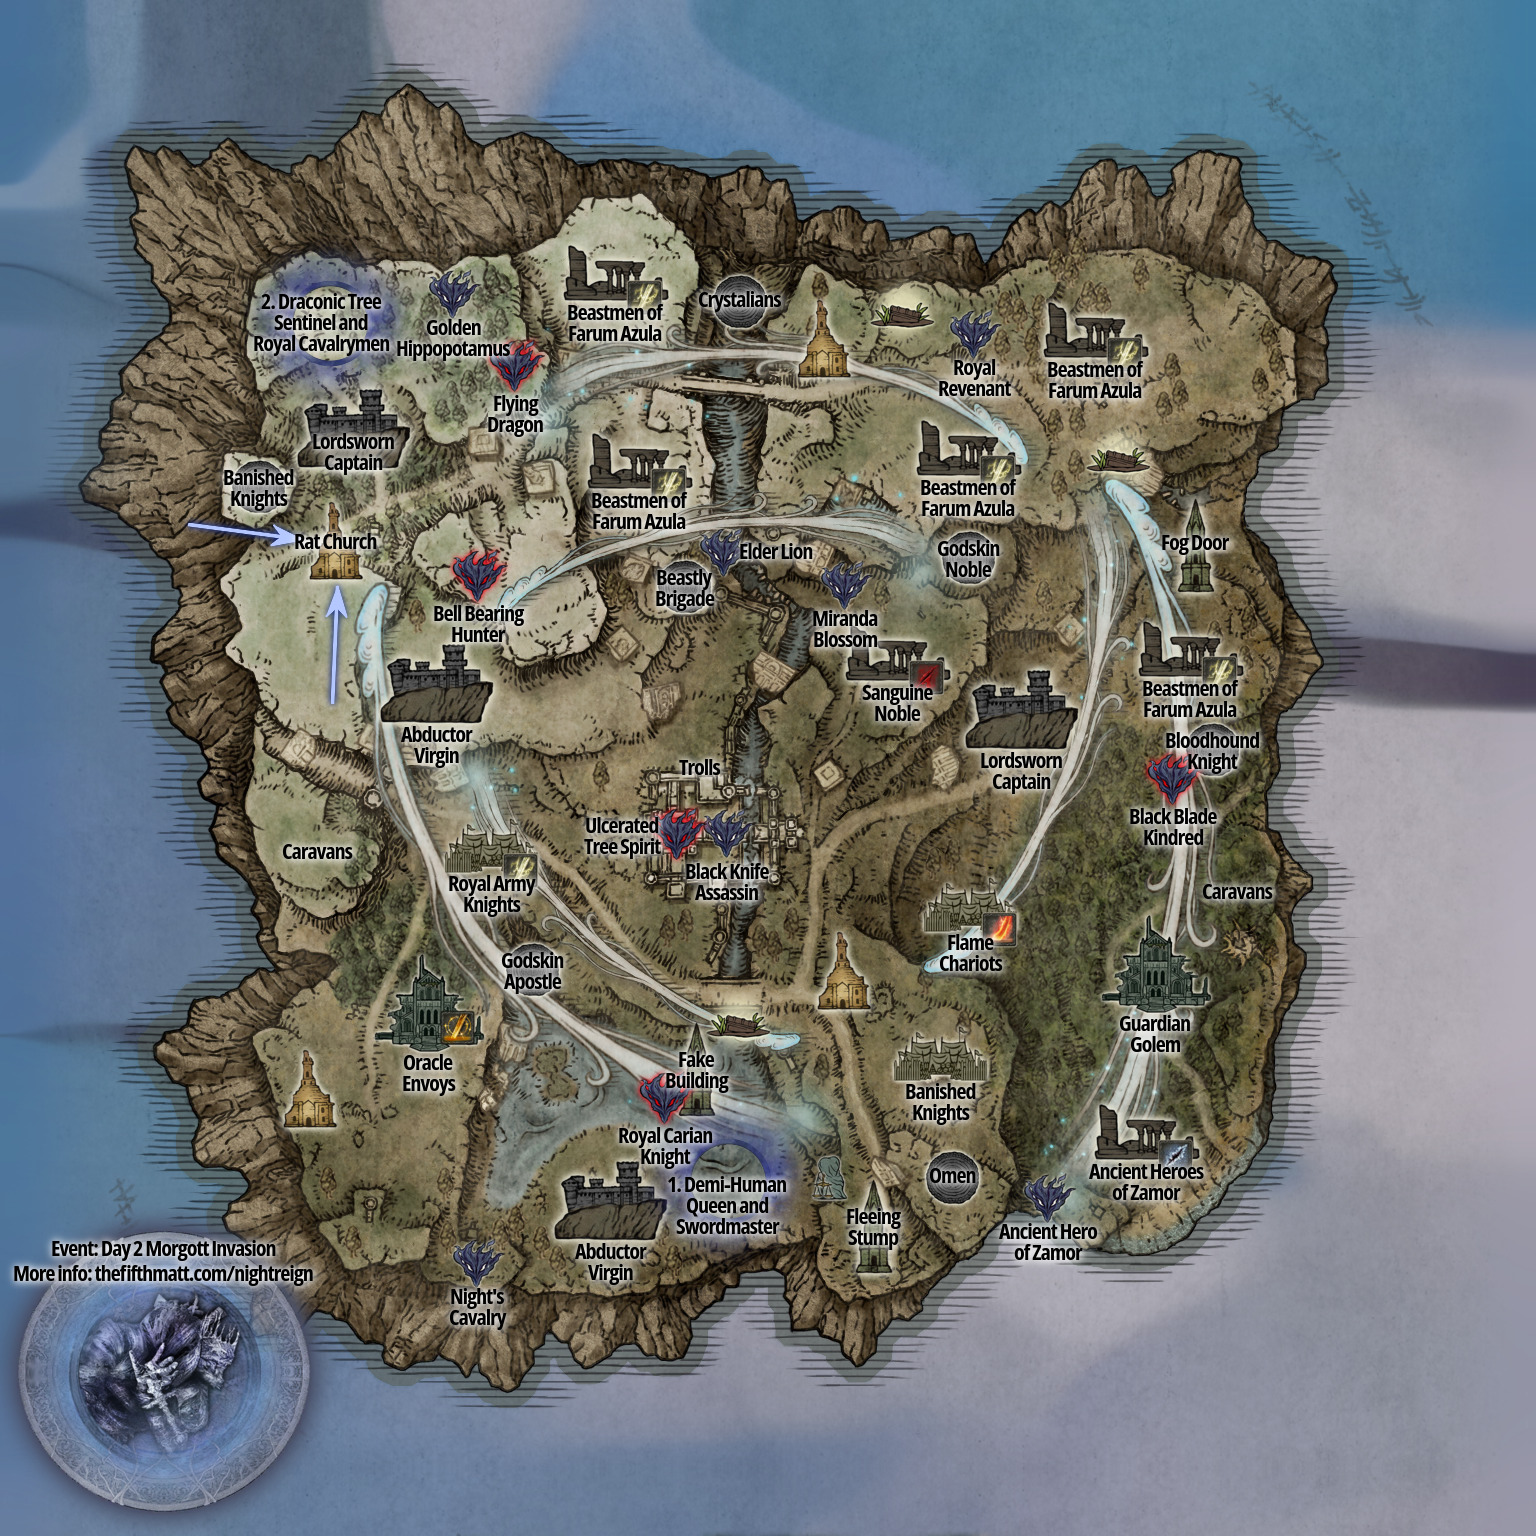 2. Draconic Tree
Sentinel and
Royal Cavalrymen
Golden
Hippopotamus
Beastmen of
Farum Azula
Crystalians
Royal
Revenant
Beastmen of
Farum Azula
Flying
Dragon
Lordsworn
Captain
Banished
Knights
Beastmen of
Farum Azula
Beastmen of
Farum Azula
Rat Church
Elder Lion
Godskin
Noble
Fog Door
Beastly
Brigade
Bell Bearing
Hunter
Miranda
Blossom
Sanguine
Noble
Beastmen of
Farum Azula
Abductor
Virgin
Lordsworn
Captain
Bloodhound
Knight
Trolls
Black Blade
Kindred
Ulcerated
Tree Spirit
Black Knife
Assassin
Caravans
Royal Army
Knights
Caravans
Flame
Chariots
Godskin
Apostle
Guardian
Golem
Oracle
Envoys
Fake
Building
Banished
Knights
Royal Carian
Knight
1. Demi-Human
Queen and
Swordmaster
Omen
Ancient Heroes
of Zamor
Fleeing
Stump
Ancient Hero
of Zamor
Abductor
Virgin
Night's
Cavalry
Event: Day 2 Morgott Invasion
More info: thefifthmatt.com/nightreign